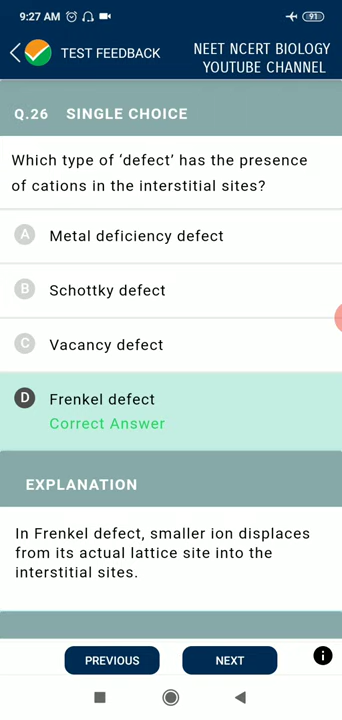 9:27 AM
91
TEST FEEDBACK
NEET NCERT BIOLOGY
YOUTUBE CHANNEL
Q.26 SINGLE CHOICE
Which type of ‘defect’ has the presence
of cations in the interstitial sites?
A Metal deficiency defect
B Schottky defect
C Vacancy defect
D Frenkel defect
Correct Answer
EXPLANATION
In Frenkel defect, smaller ion displaces
from its actual lattice site into the
interstitial sites.
PREVIOUS
NEXT
i